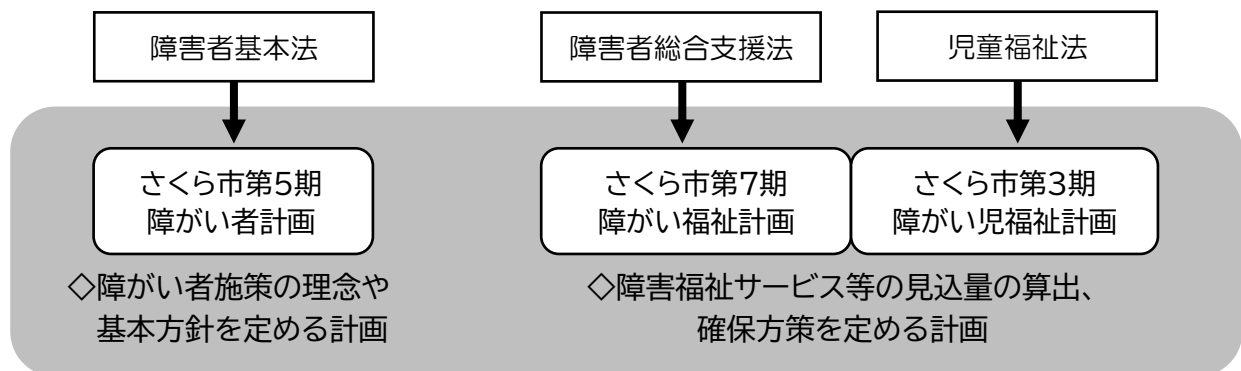 障害者基本法
障害者総合支援法
児童福祉法
さくら市第5期
障がい者計画
さくら市第7期
障がい福祉計画
さくら市第3期
障がい児福祉計画
◇障がい者施策の理念や
基本方針を定める計画
◇障害福祉サービス等の見込量の算出、
確保方策を定める計画